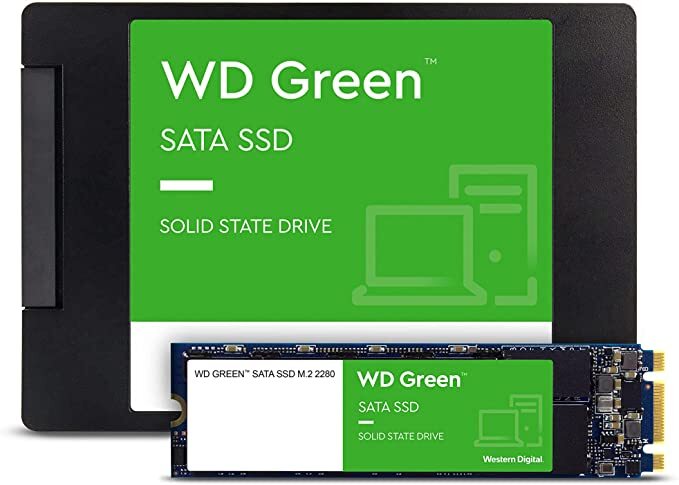 WD Green™
SATA SSD
SOLID STATE DRIVE
WD GREEN™ SATA SSD M.2 2280
WD Green™
SATA SSD
SOLID STATE DRIVE
Western Digital.
B
M